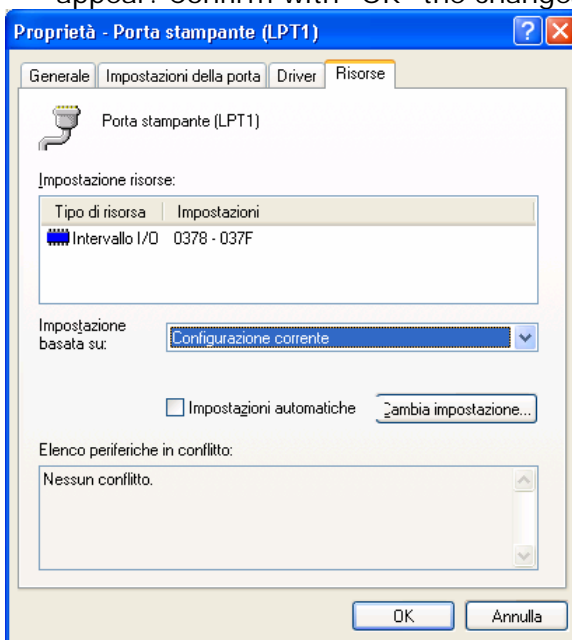 appear? Confirm with "OK" the change
Proprietà - Porta stampante (LPT1)
Generale Impostazioni della porta Driver Risorse
Porta stampante (LPT1)
Impostazione risorse:
Tipo di risorsa Impostazioni
Intervallo I/O 0378 - 037F
Impostazione
basata su:
Configurazione corrente
Impostazioni automatiche Cambia impostazione...
Elenco periferiche in conflitto:
Nessun conflitto.
OK Annulla